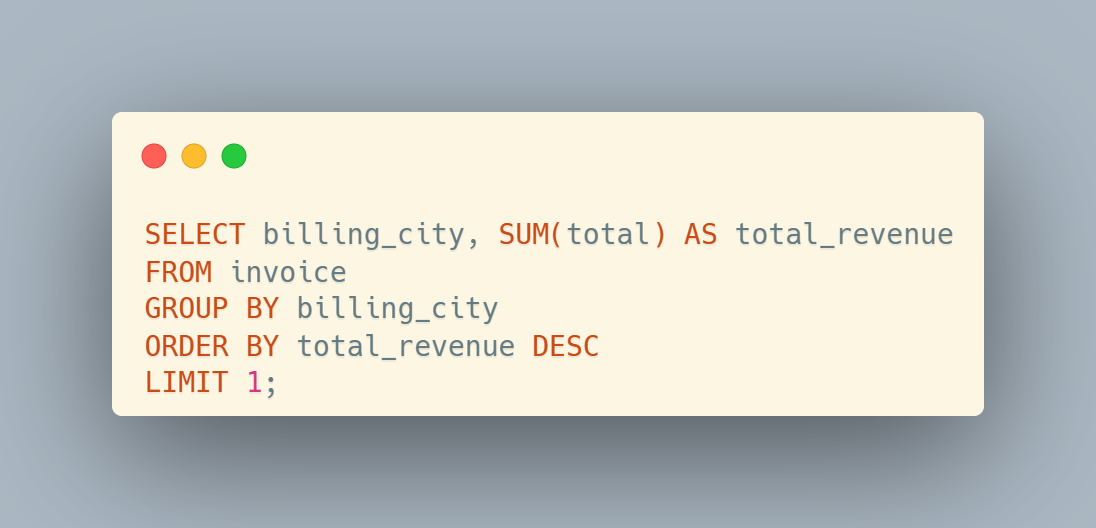 SELECT billing_city, SUM(total) AS total_revenue
FROM invoice
GROUP BY billing_city
ORDER BY total_revenue DESC
LIMIT 1;